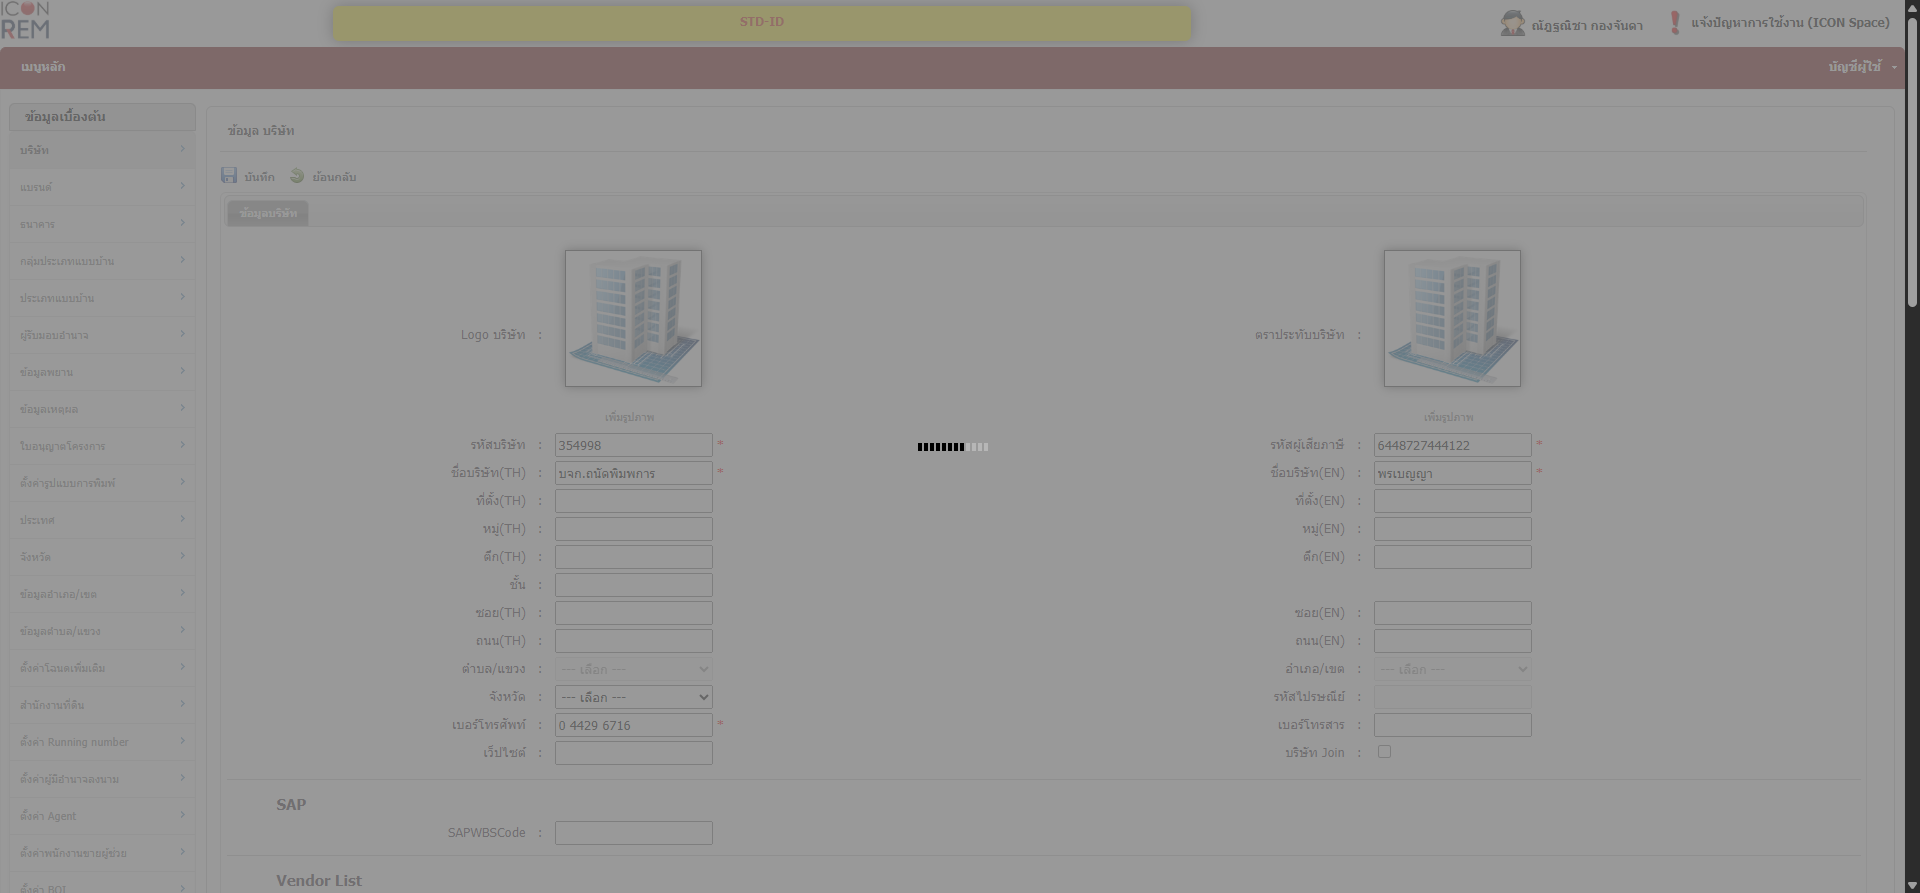 ICON
REM
STD-ID
ณัฏฐณิชา กองจันดา
แจ้งปัญหาการใช้งาน (ICON Space)
เมนูหลัก
บัญชีผู้ใช้
ข้อมูลเบื้องต้น
บริษัท
แบรนด์
ธนาคาร
กลุ่มประเภทแบบบ้าน
ประเภทแบบบ้าน
ผู้รับมอบอำนาจ
ข้อมูลพยาน
ข้อมูลเหตุผล
ใบอนุญาตโครงการ
ตั้งค่ารูปแบบการพิมพ์
ประเทศ
จังหวัด
ข้อมูลอำเภอ/เขต
ข้อมูลตำบล/แขวง
ตั้งค่าโฉนดเพิ่มเติม
สำนักงานที่ดิน
ตั้งค่า Running number
ตั้งค่าผู้มีอำนาจลงนาม
ตั้งค่า Agent
ตั้งค่าพนักงานขายผู้ช่วย
ตั้งค่า BOI
ข้อมูล บริษัท
บันทึก ย้อนกลับ
ข้อมูลบริษัท
Logo บริษัท :
ตราประทับบริษัท :
เพิ่มรูปภาพ
เพิ่มรูปภาพ
รหัสบริษัท : 354998 *
รหัสผู้เสียภาษี : 6448727444122 *
ชื่อบริษัท(TH) : บจก.ถนัดพิมพการ *
ชื่อบริษัท(EN) : พรเบญญา *
ที่ตั้ง(TH) :
ที่ตั้ง(EN) :
หมู่(TH) :
หมู่(EN) :
ตึก(TH) :
ตึก(EN) :
ชั้น :
ซอย(TH) :
ซอย(EN) :
ถนน(TH) :
ถนน(EN) :
ตำบล/แขวง : --- เลือก ---
อำเภอ/เขต : --- เลือก ---
จังหวัด : --- เลือก ---
รหัสไปรษณีย์ :
เบอร์โทรศัพท์ : 0 4429 6716 *
เบอร์โทรสาร :
เว็บไซต์ :
บริษัท Join :
SAP
SAPWBSCode :
Vendor List